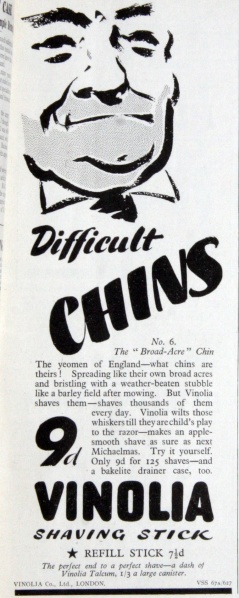 Difficult
CHINS
No. 6.
The "Broad-Acre" Chin
The yeomen of England—what chins are
theirs! Spreading like their own broad acres
and bristling with a weather-beaten stubble
like a barley field after mowing. But Vinolia
shaves them—shaves thousands of them
every day. Vinolia wilts those
whiskers till they are child's play
to the razor—makes an apple-
smooth shave as sure as next
Michaelmas. Try it yourself.
Only 9d for 125 shaves—and
a bakelite drainer case, too.
9d
VINOLIA
SHAVING STICK
★ REFILL STICK 7½d
The perfect end to a perfect shave—a dash of
Vinolia Talcum, 1/3 a large canister.
VINOLIA Co., Ltd., LONDON. VSS 67a/627